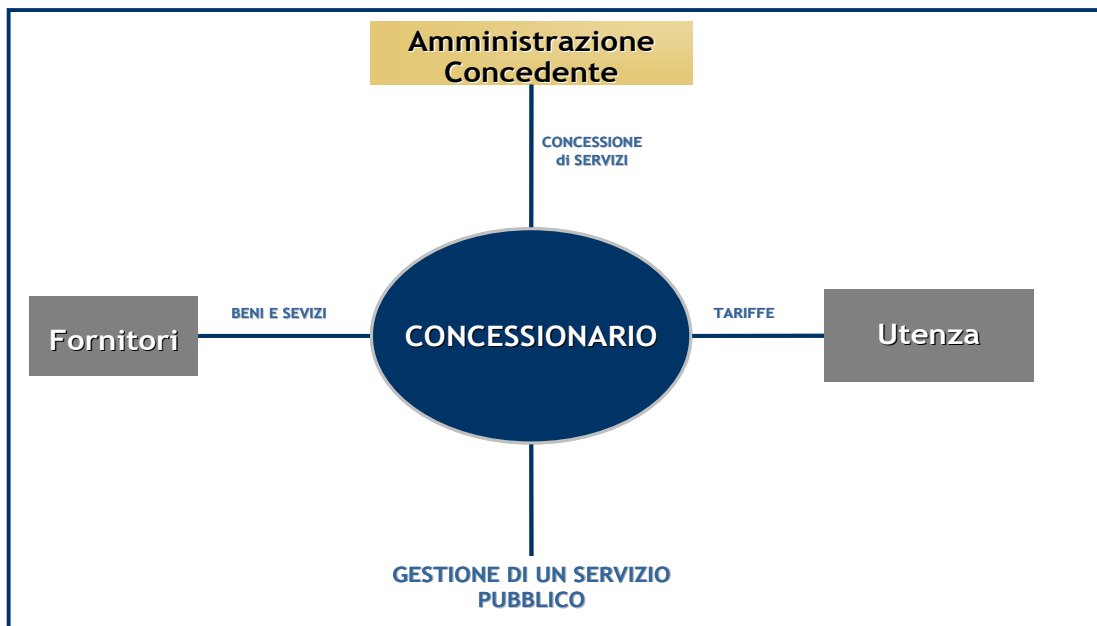 Amministrazione
Concedente
CONCESSIONE
di SERVIZI
Fornitori
BENI E SEVIZI
CONCESSIONARIO
TARIFFE
Utenza
GESTIONE DI UN SERVIZIO
PUBBLICO